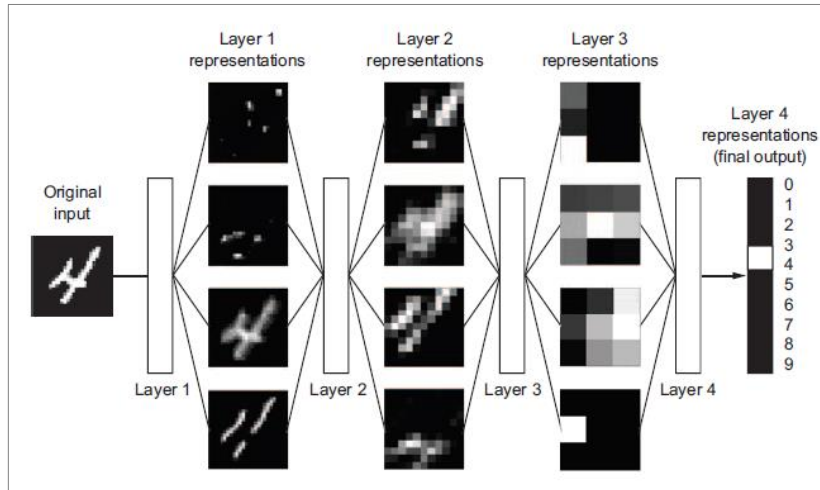 Layer 1
representations
Layer 2
representations
Layer 3
representations
Layer 4
representations
(final output)
Original
input
0
1
2
3
4
5
6
7
8
9
Layer 1
Layer 2
Layer 3
Layer 4